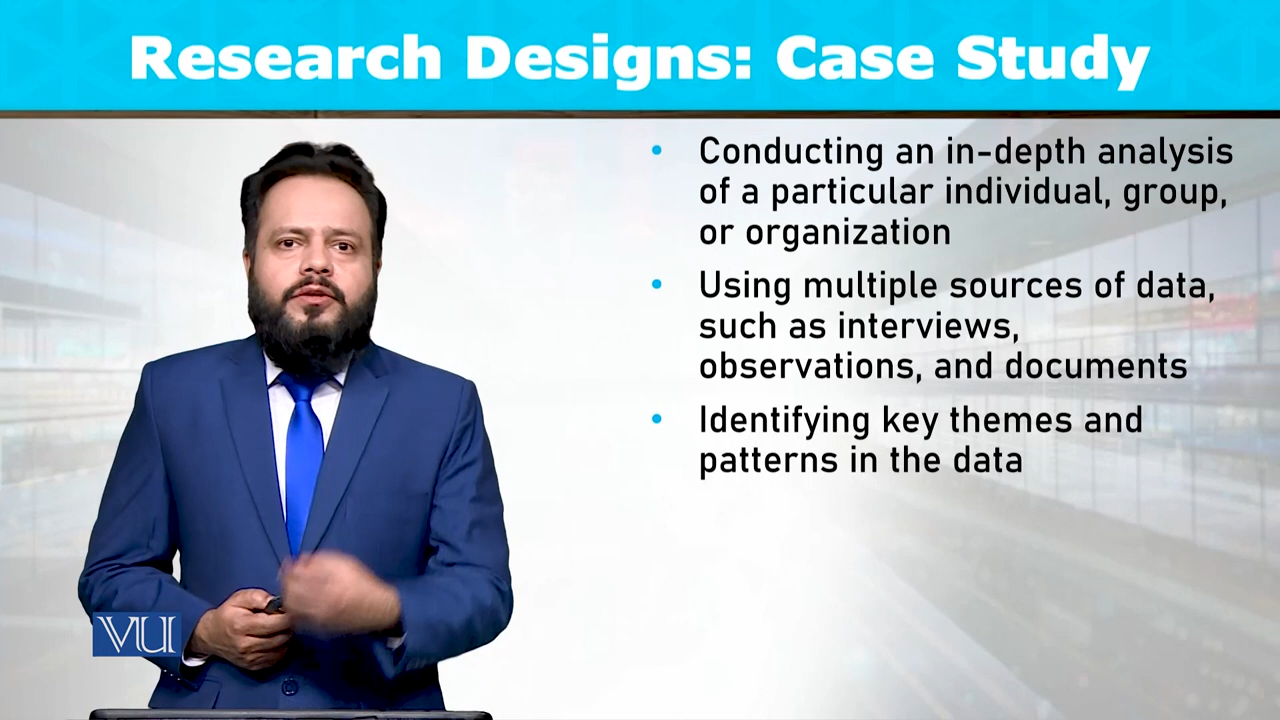 Research Designs: Case Study
• Conducting an in-depth analysis
of a particular individual, group,
or organization
• Using multiple sources of data,
such as interviews,
observations, and documents
• Identifying key themes and
patterns in the data
VU